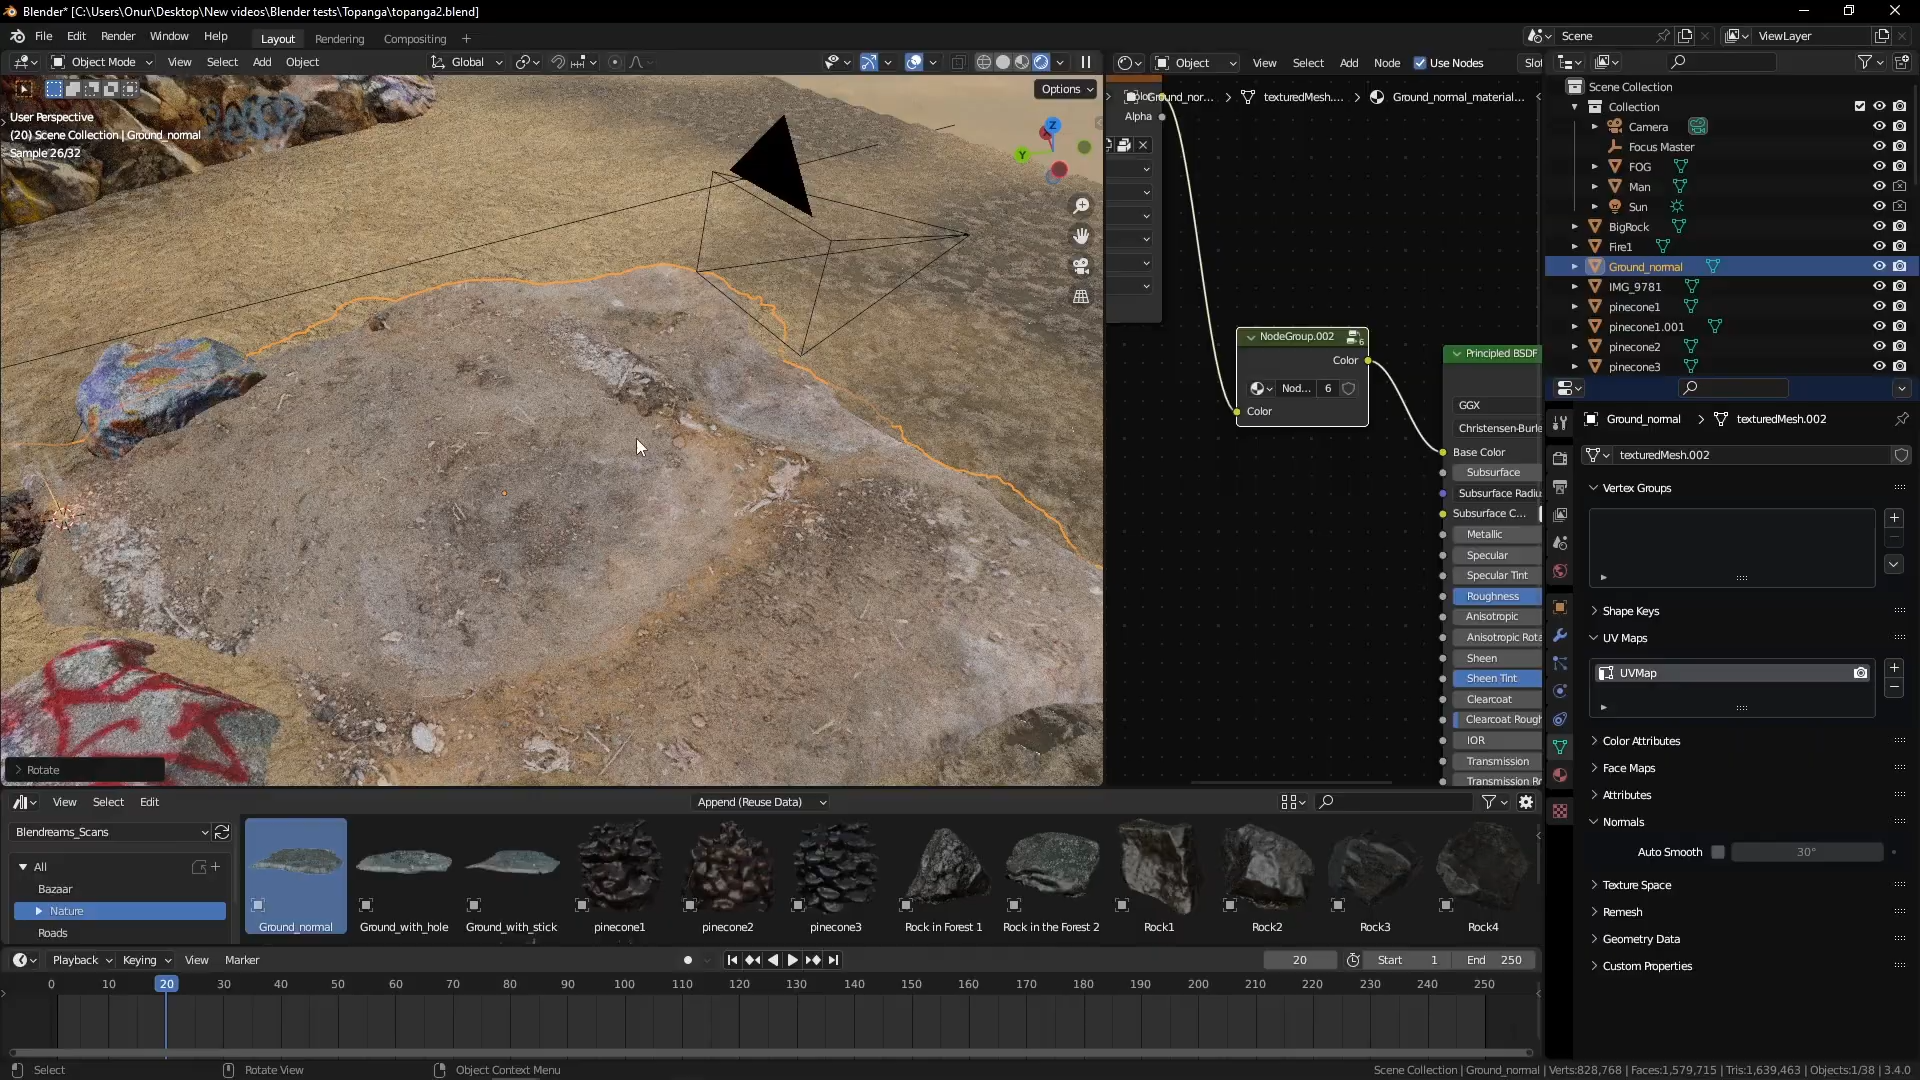 Blender* [C:\Users\Onur\Desktop\New videos\Blender tests\Topanga\topanga2.blend]
File Edit Render Window Help Layout Rendering Compositing + Scene ViewLayer
Object Mode View Select Add Object Global Object View Select Add Node Use Nodes Slot
Options
User Perspective
(20) Scene Collection | Ground_normal
Sample 26/32
Z
Y
Rotate
Ground_nor... texturedMesh.... Ground_normal_material...
Alpha
NodeGroup.002
6
Color
Nod... 6
Color
Principled BSDF
GGX
Christensen-Burle
Base Color
Subsurface
Subsurface Radiu
Subsurface C...
Metallic
Specular
Specular Tint
Roughness
Anisotropic
Anisotropic Rota
Sheen
Sheen Tint
Clearcoat
Clearcoat Rough
IOR
Transmission
Transmission Ro
Scene Collection
Collection
Camera
Focus Master
FOG
Man
Sun
BigRock
Fire1
Ground_normal
IMG_9781
pinecone1
pinecone1.001
pinecone2
pinecone3
Ground_normal texturedMesh.002
texturedMesh.002
Vertex Groups
Shape Keys
UV Maps
UVMap
Color Attributes
Face Maps
Attributes
Normals
Auto Smooth 30°
Texture Space
Remesh
Geometry Data
Custom Properties
View Select Edit Append (Reuse Data)
Blendreams_Scans
All
Bazaar
Nature
Roads
Ground_normal Ground_with_hole Ground_with_stick pinecone1 pinecone2 pinecone3 Rock in Forest 1 Rock in the Forest 2 Rock1 Rock2 Rock3 Rock4
Playback Keying View Marker 20 Start 1 End 250
0 10 20 30 40 50 60 70 80 90 100 110 120 130 140 150 160 170 180 190 200 210 220 230 240 250
Select Rotate View Object Context Menu Scene Collection | Ground_normal | Verts:828,768 | Faces:1,579,715 | Tris:1,639,463 | Objects:1/38 | 3.4.0